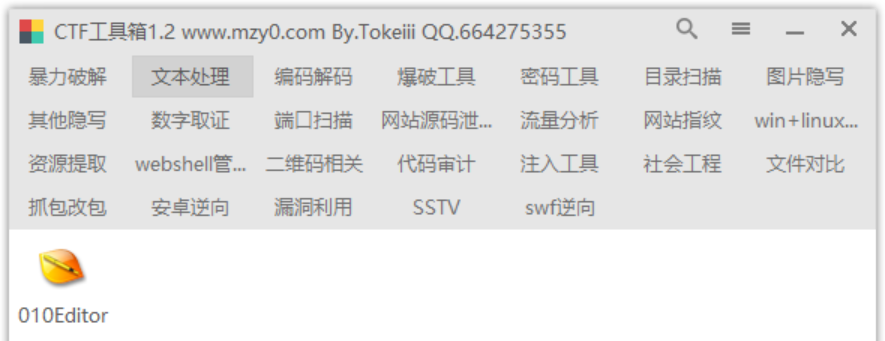 CTF工具箱1.2 www.mzy0.com By.Tokeiii QQ.664275355
暴力破解 文本处理 编码解码 爆破工具 密码工具 目录扫描 图片隐写
其他隐写 数字取证 端口扫描 网站源码泄... 流量分析 网站指纹 win+linux...
资源提取 webshell管... 二维码相关 代码审计 注入工具 社会工程 文件对比
抓包改包 安卓逆向 漏洞利用 SSTV swf逆向
010Editor